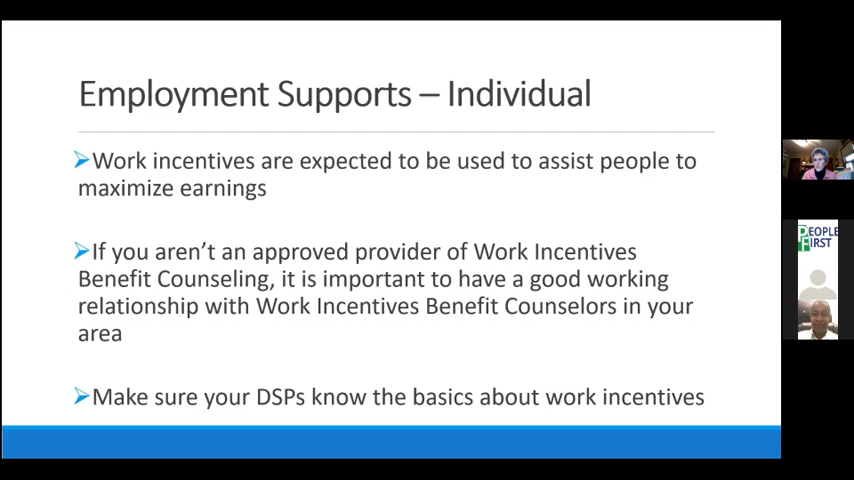 Employment Supports – Individual
Work incentives are expected to be used to assist people to
maximize earnings
If you aren’t an approved provider of Work Incentives
Benefit Counseling, it is important to have a good working
relationship with Work Incentives Benefit Counselors in your
area
Make sure your DSPs know the basics about work incentives
PEOPLE
FIRST